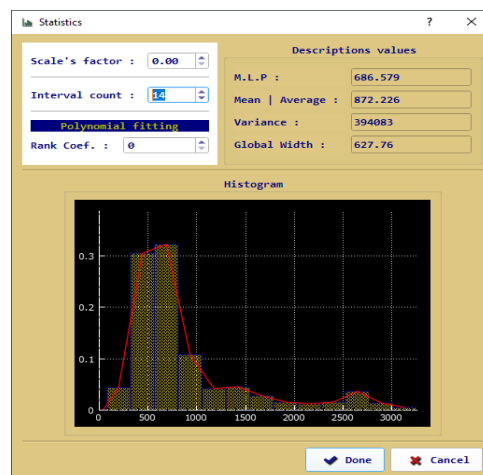 Statistics
? ×
Scale's factor : 0.00
Interval count : 14
Polynomial fitting
Rank Coef. : 0
Descriptions values
M.L.P : 686.579
Mean | Average : 872.226
Variance : 394083
Global Width : 627.76
Histogram
0.3
0.2
0.1
0
0 500 1000 1500 2000 2500 3000
Done Cancel